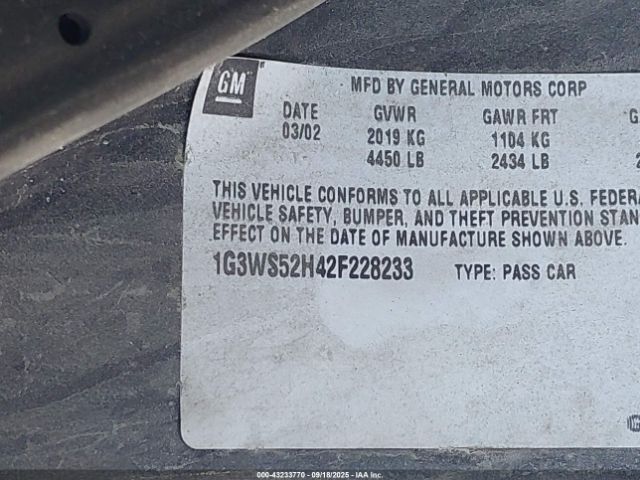 GM
MFD BY GENERAL MOTORS CORP
DATE GVWR GAWR FRT
03/02 2019 KG 1104 KG
4450 LB 2434 LB
THIS VEHICLE CONFORMS TO ALL APPLICABLE U.S. FEDERA
VEHICLE SAFETY, BUMPER, AND THEFT PREVENTION STAN
EFFECT ON THE DATE OF MANUFACTURE SHOWN ABOVE.
1G3WS52H42F228233 TYPE: PASS CAR
000-43233770 - 09/18/2025 - IAA Inc.